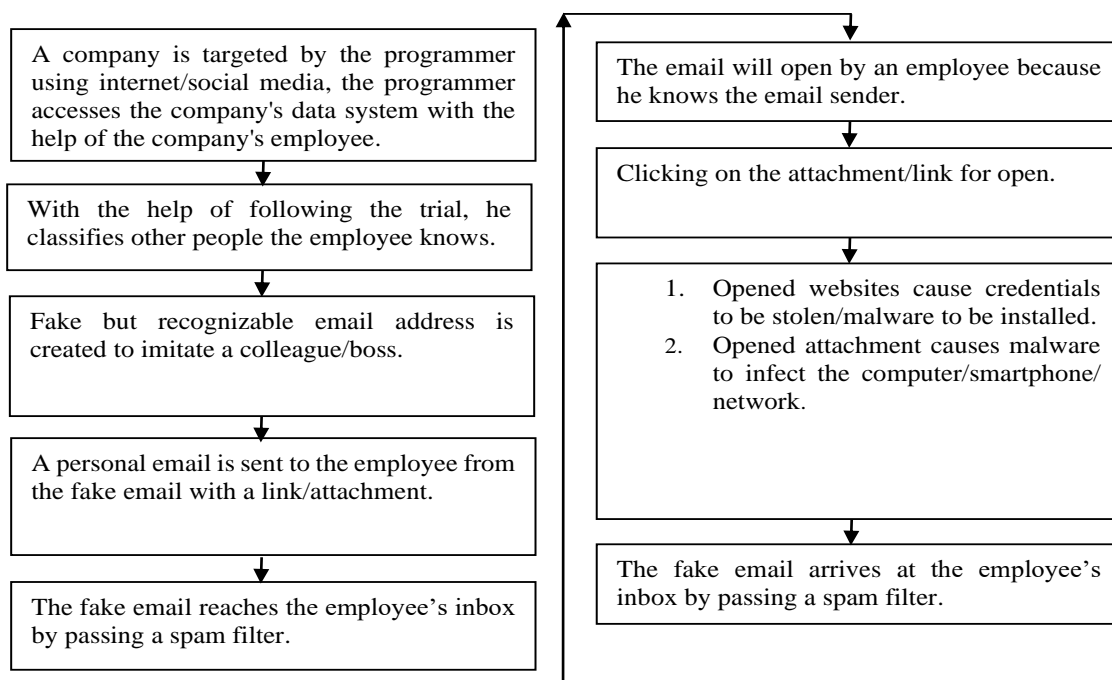 A company is targeted by the programmer
using internet/social media, the programmer
accesses the company's data system with the
help of the company's employee.
With the help of following the trial, he
classifies other people the employee knows.
Fake but recognizable email address is
created to imitate a colleague/boss.
A personal email is sent to the employee from
the fake email with a link/attachment.
The fake email reaches the employee’s inbox
by passing a spam filter.
The email will open by an employee because
he knows the email sender.
Clicking on the attachment/link for open.
1. Opened websites cause credentials
to be stolen/malware to be installed.
2. Opened attachment causes malware
to infect the computer/smartphone/
network.
The fake email arrives at the employee’s
inbox by passing a spam filter.